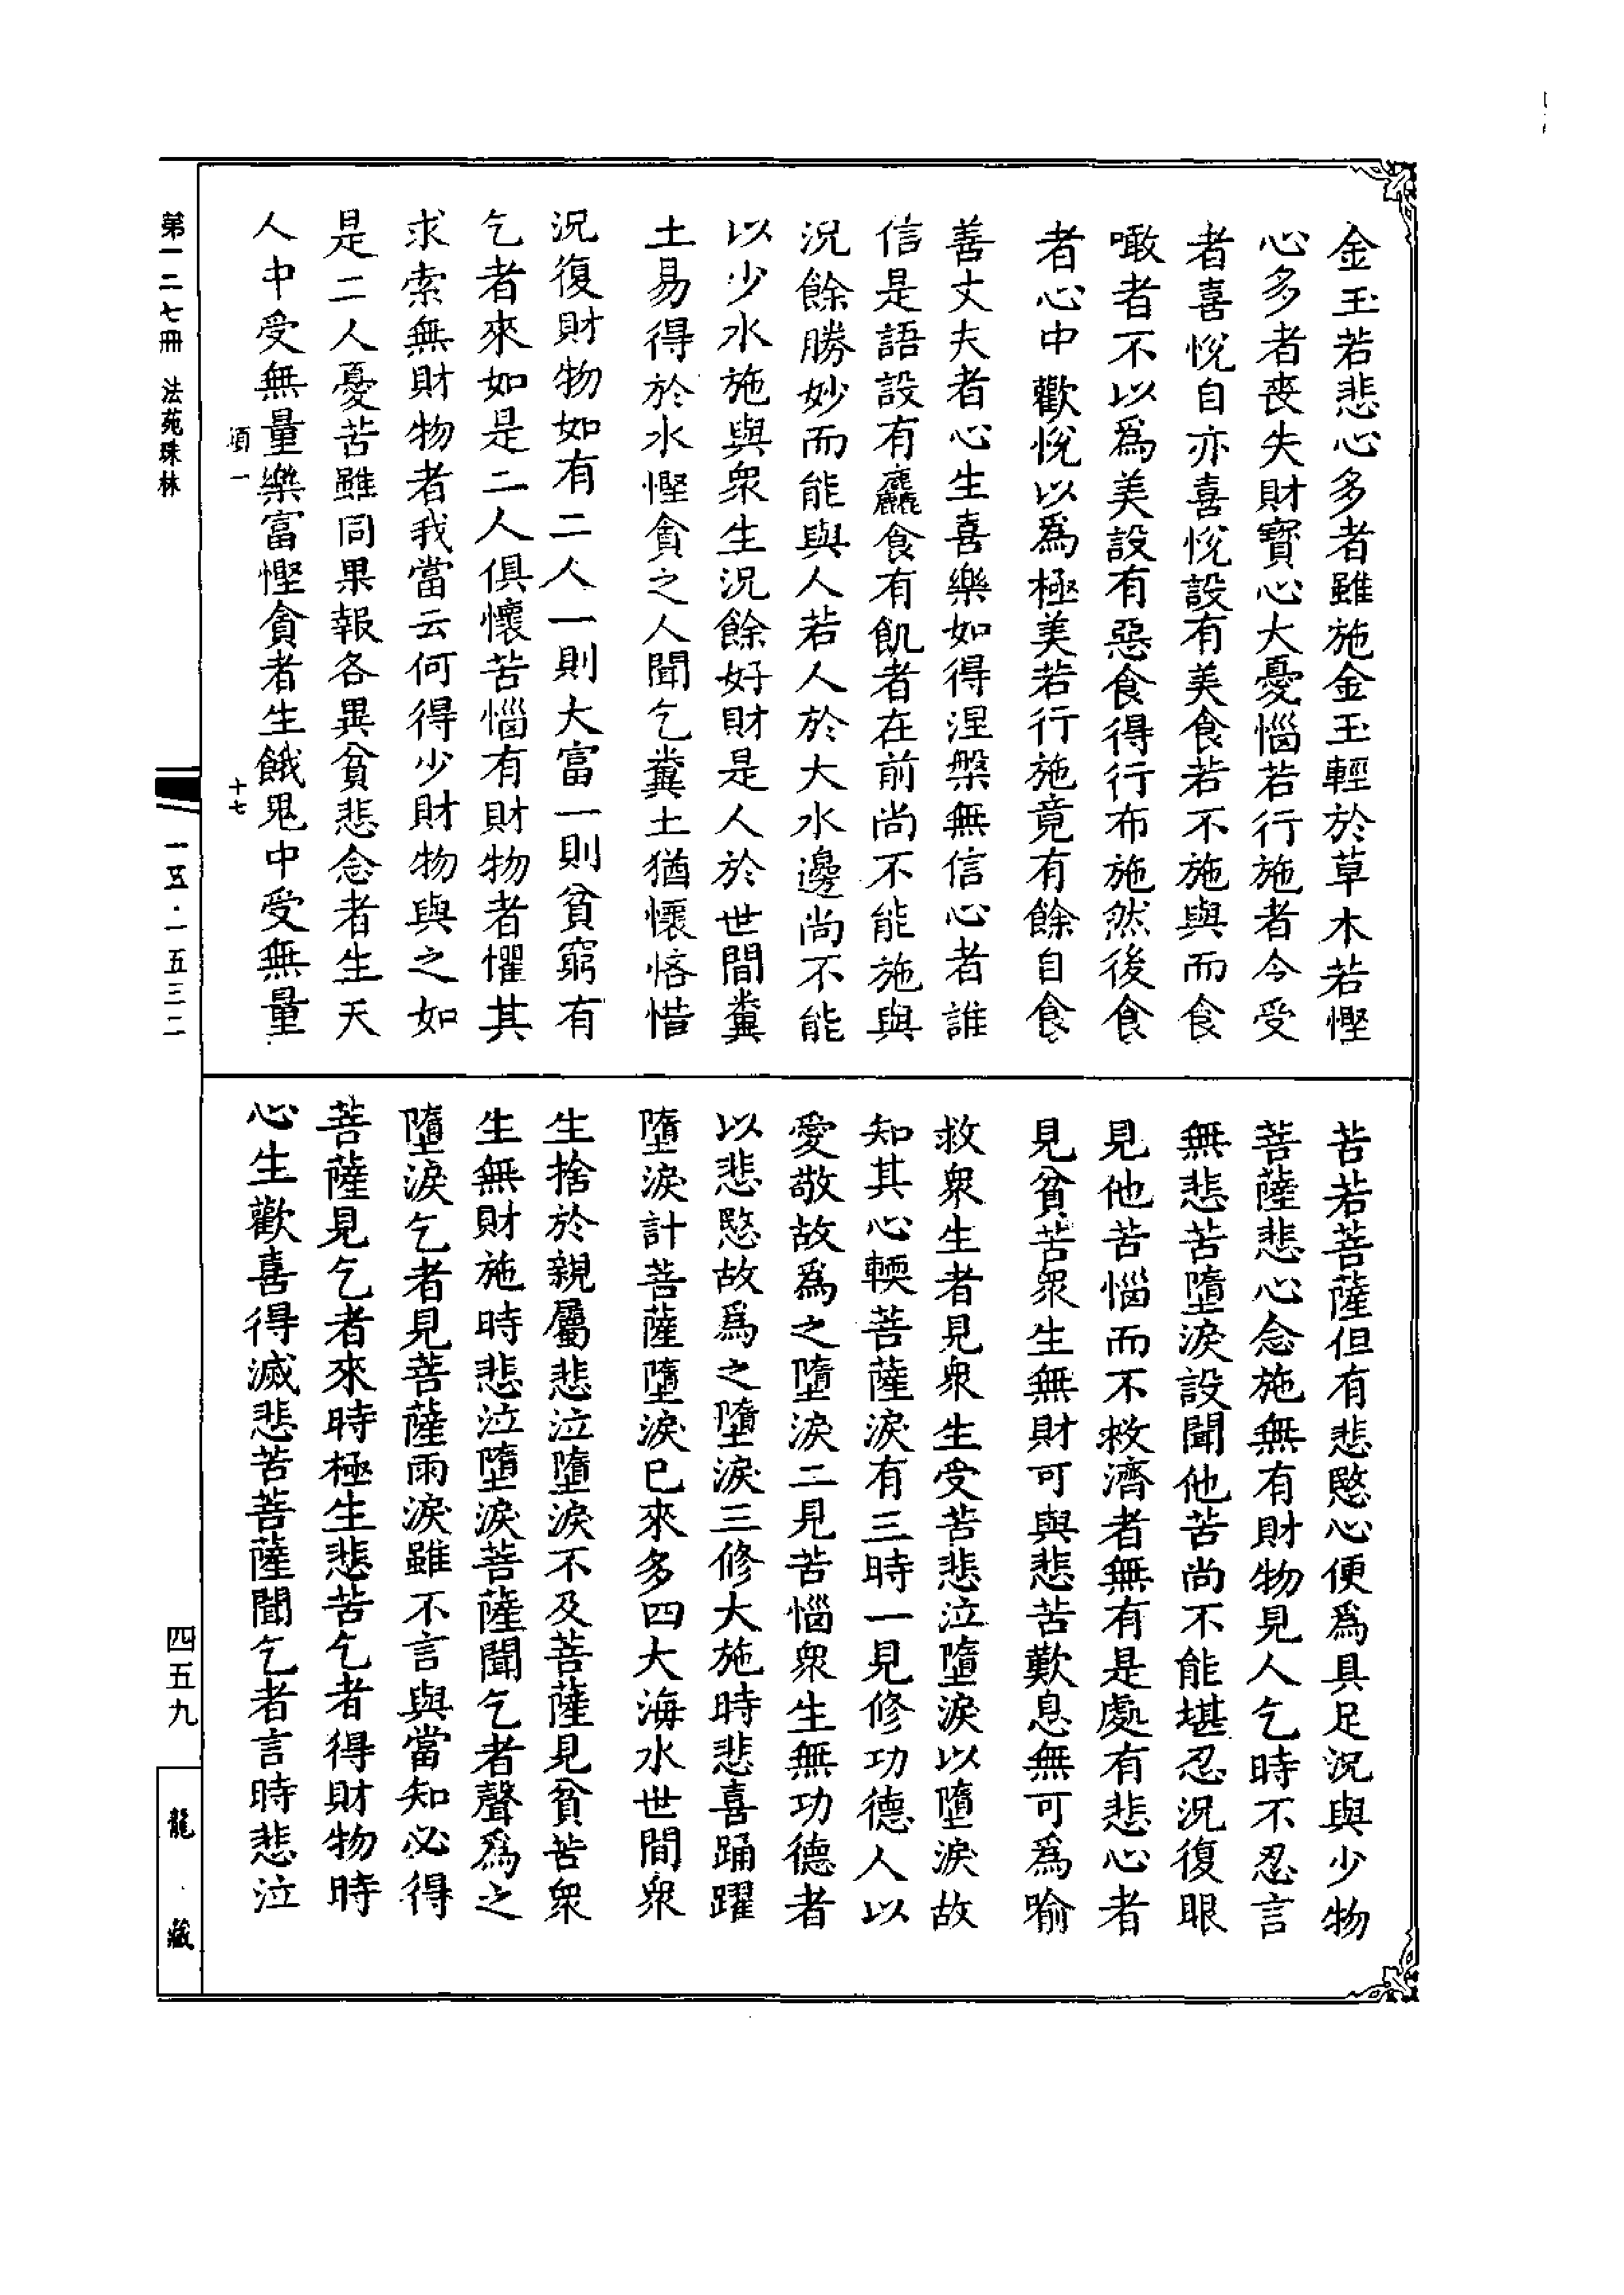 金玉若悲心多者雖施金玉輕於草木若慳
心多者喪失財寶心大憂惱若行施者令受
者喜悅自亦喜悅設有美食若不施與而食
噉者不以爲美設有惡食得行布施然後食
者心中歡悅以爲極美若行施竟有餘自食
善丈夫者心生喜樂如得涅槃無信心者誰
信是語設有麤食有飢者在前尚不能施與
況餘勝妙而能與人若人於大水邊尚不能
以少水施與衆生況餘好財是人於世間糞
土易得於水慳貪之人聞乞糞土猶懷悋惜
況復財物如有二人一則大富一則貧窮有
乞者來如是二人俱懷苦惱有財物者懼其
求索無財物者我當云何得少財物與之如
是二人憂苦雖同果報各異貧悲念者生天
人中受無量樂富慳貪者生餓鬼中受無量
苦若菩薩但有悲愍心便爲具足況與少物
菩薩悲心念施無有財物見人乞時不忍言
無悲苦墮淚設聞他苦尚不能堪忍況復眼
見他苦惱而不救濟者無有是處有悲心者
見貧苦衆生無財可與悲苦歎息無可爲喻
救衆生者見衆生受苦悲泣墮淚以墮淚故
知其心輭菩薩淚有三時一見修功德人以
愛敬故爲之墮淚二見苦惱衆生無功德者
以悲愍故爲之墮淚三修大施時悲喜踊躍
墮淚計菩薩墮淚已來多四大海水世間衆
生捨於親屬悲泣墮淚不及菩薩見貧苦衆
生無財施時悲泣墮淚菩薩聞乞者聲爲之
墮淚乞者見菩薩雨淚雖不言與當知必得
菩薩見乞者來時極生悲苦乞者得財物時
心生歡喜得滅悲苦菩薩聞乞者言時悲泣
十七
第一二七冊 法苑珠林
一五·一五三二
四五九
龍藏